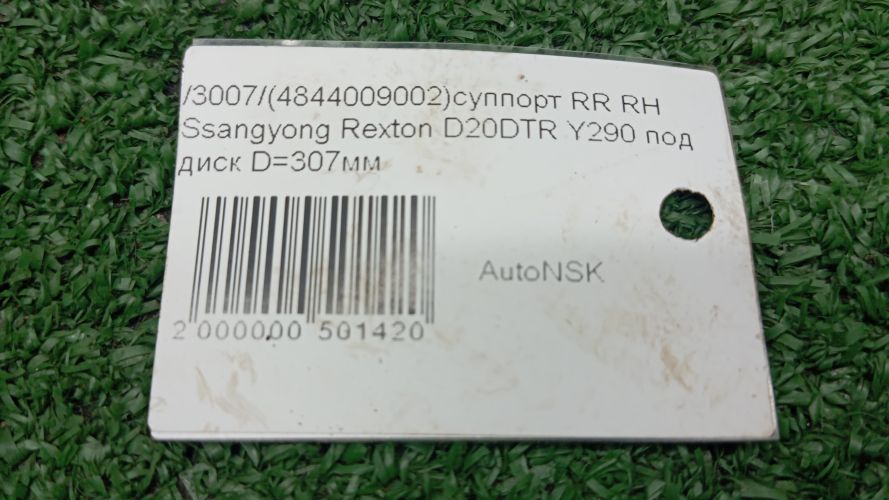 /3007/(4844009002)суппорт RR RH
Ssangyong Rexton D20DTR Y290 под
диск D=307мм
AutoNSK
2 000000 501420